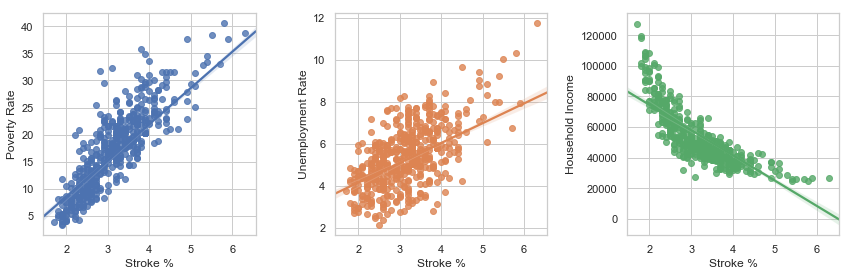 Poverty Rate
40
35
30
25
20
15
10
5
2 3 4 5 6
Stroke %
Unemployment Rate
12
10
8
6
4
2
2 3 4 5 6
Stroke %
Household Income
120000
100000
80000
60000
40000
20000
0
2 3 4 5 6
Stroke %